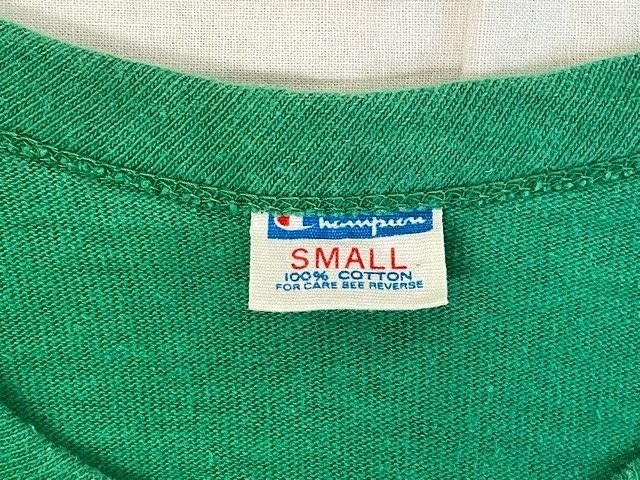 Champion
SMALL
100% COTTON
FOR CARE SEE REVERSE